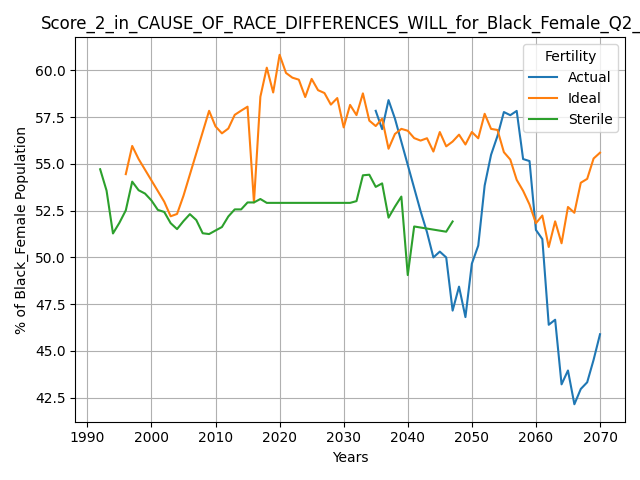 Score_2_in_CAUSE_OF_RACE_DIFFERENCES_WILL_for_Black_Female_Q2_
Fertility
Actual
Ideal
Sterile
% of Black_Female Population
60.0
57.5
55.0
52.5
50.0
47.5
45.0
42.5
1990 2000 2010 2020 2030 2040 2050 2060 2070
Years